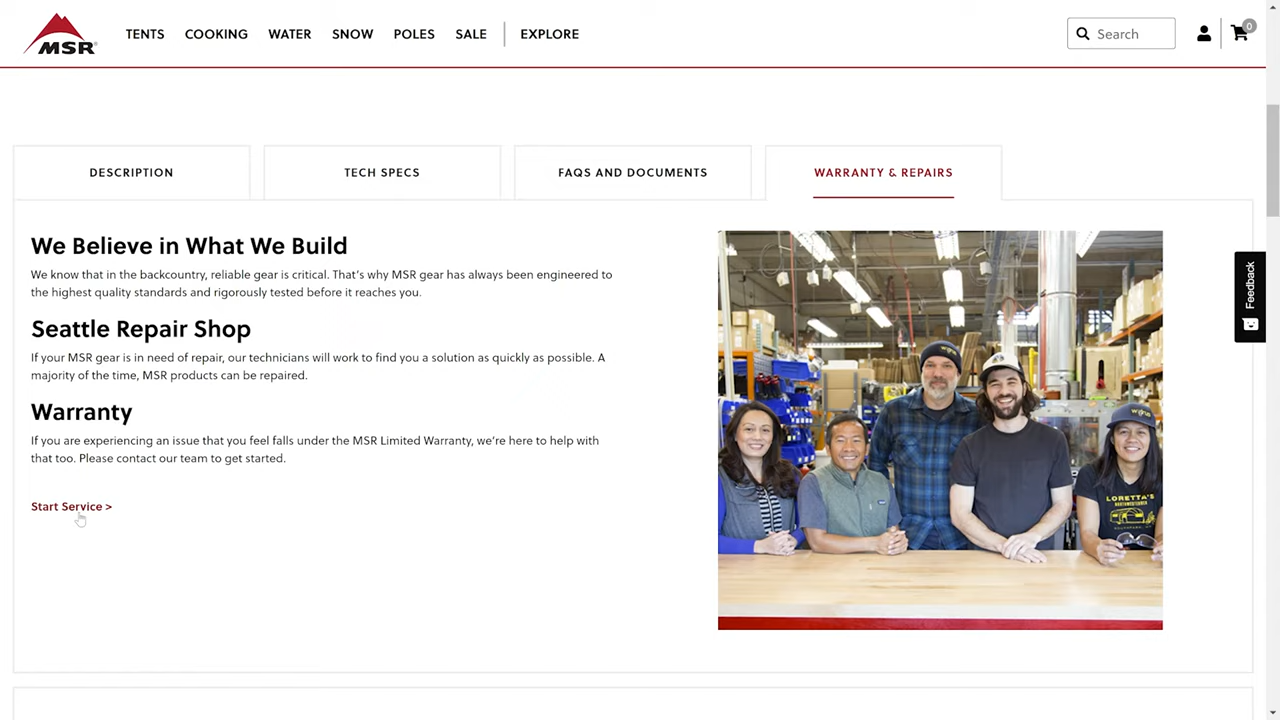 MSR
TENTS COOKING WATER SNOW POLES SALE EXPLORE Search 0
DESCRIPTION TECH SPECS FAQS AND DOCUMENTS WARRANTY & REPAIRS
We Believe in What We Build
We know that in the backcountry, reliable gear is critical. That's why MSR gear has always been engineered to
the highest quality standards and rigorously tested before it reaches you.
Seattle Repair Shop
If your MSR gear is in need of repair, our technicians will work to find you a solution as quickly as possible. A
majority of the time, MSR products can be repaired.
Warranty
If you are experiencing an issue that you feel falls under the MSR Limited Warranty, we're here to help with
that too. Please contact our team to get started.
Start Service >
Feedback
LORETTA'S
NORTHWESTERNER